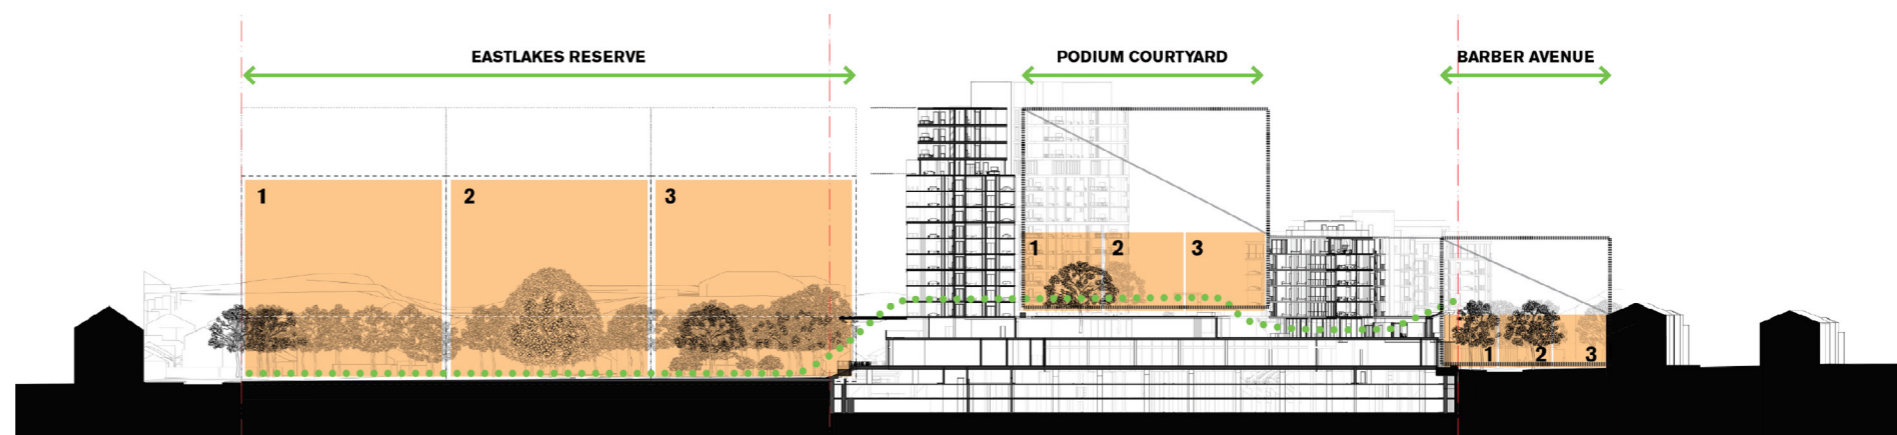 EASTLAKES RESERVE
PODIUM COURTYARD
BARBER AVENUE
1 2 3
1 2 3
1 2 3